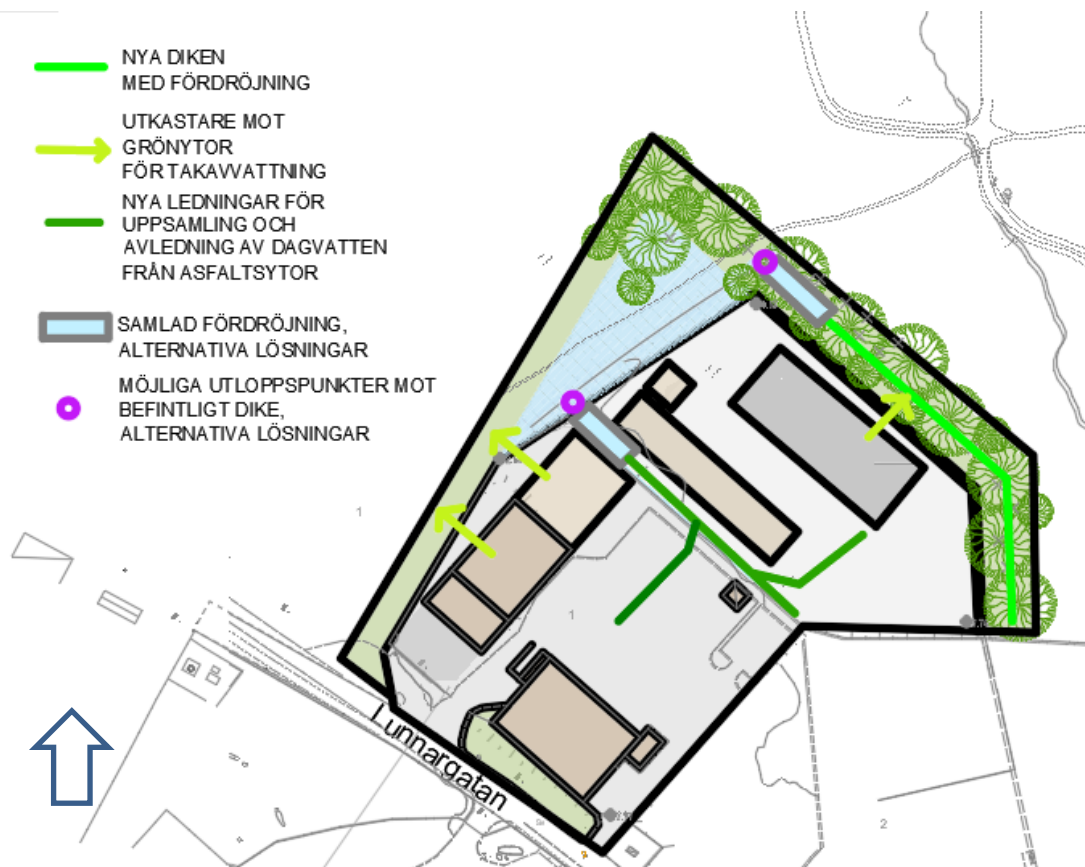 NYA DIKEN
MED FÖRDRÖJNING
UTKASTARE MOT
GRÖNYTOR
FÖR TAKAVVATTNING
NYA LEDNINGAR FÖR
UPPSAMLING OCH
AVLEDNING AV DAGVATTEN
FRÅN ASFALTSYTOR
SAMLAD FÖRDRÖJNING,
ALTERNATIVA LÖSNINGAR
MÖJLIGA UTLOPPSPUNKTER MOT
BEFINTLIGT DIKE,
ALTERNATIVA LÖSNINGAR
1
1
Lunnargatan
2